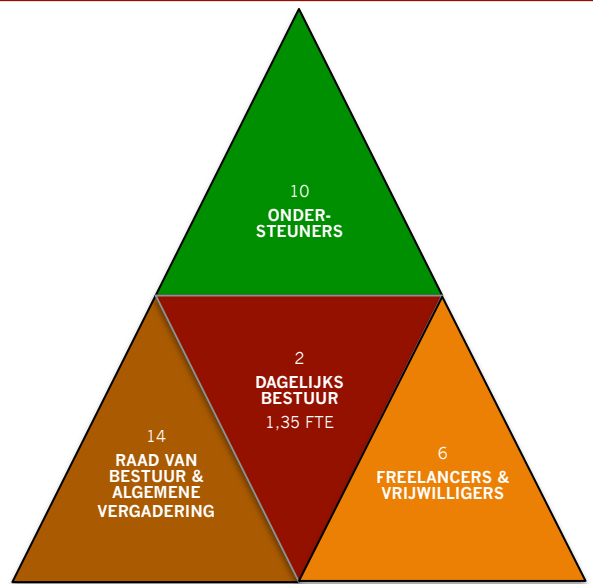 10
ONDER-
STEUNERS
2
DAGELIJKS
BESTUUR
1,35 FTE
14
RAAD VAN
BESTUUR &
ALGEMENE
VERGADERING
6
FREELANCERS &
VRIJWILLIGERS